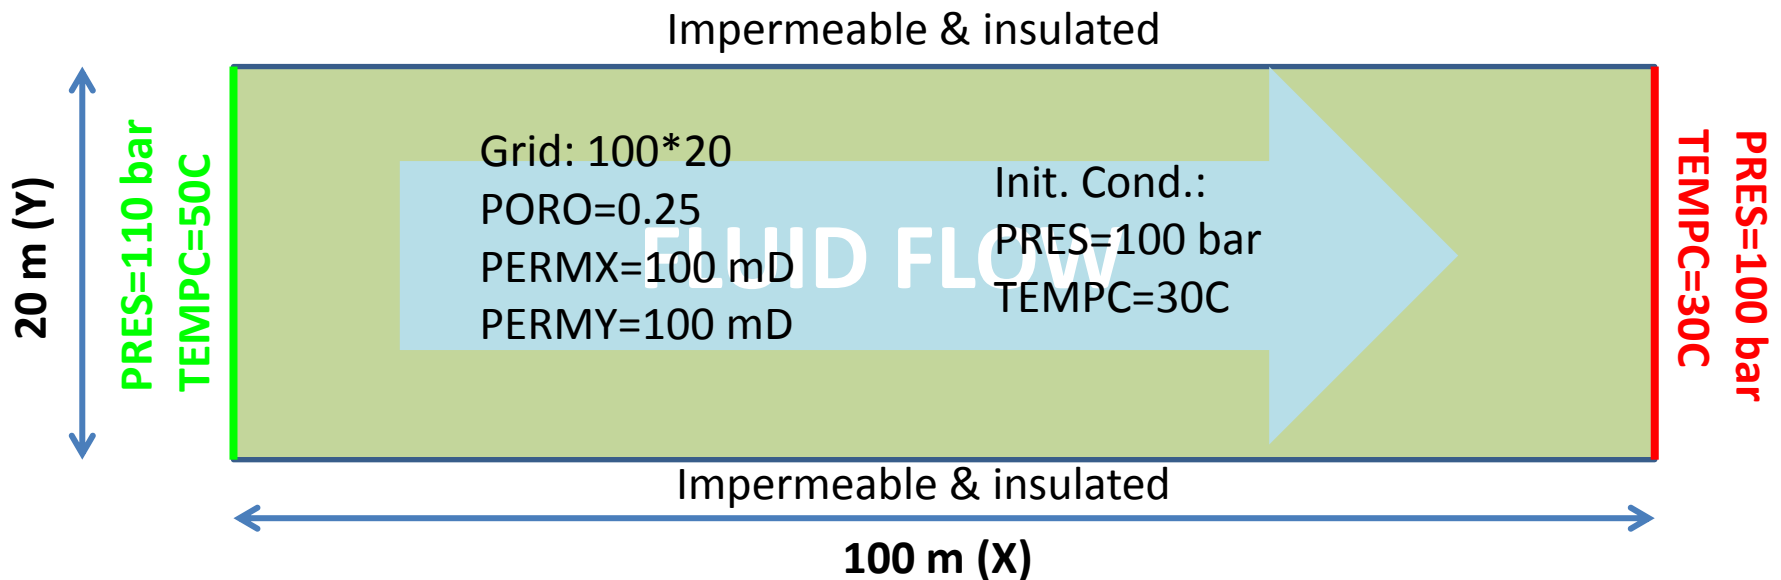 Impermeable & insulated
20 m (Y)
PRES=110 bar
TEMPC=50C
Grid: 100*20
PORO=0.25
PERMX=100 mD
PERMY=100 mD
FLUID FLOW
Init. Cond.:
PRES=100 bar
TEMPC=30C
PRES=100 bar
TEMPC=30C
Impermeable & insulated
100 m (X)